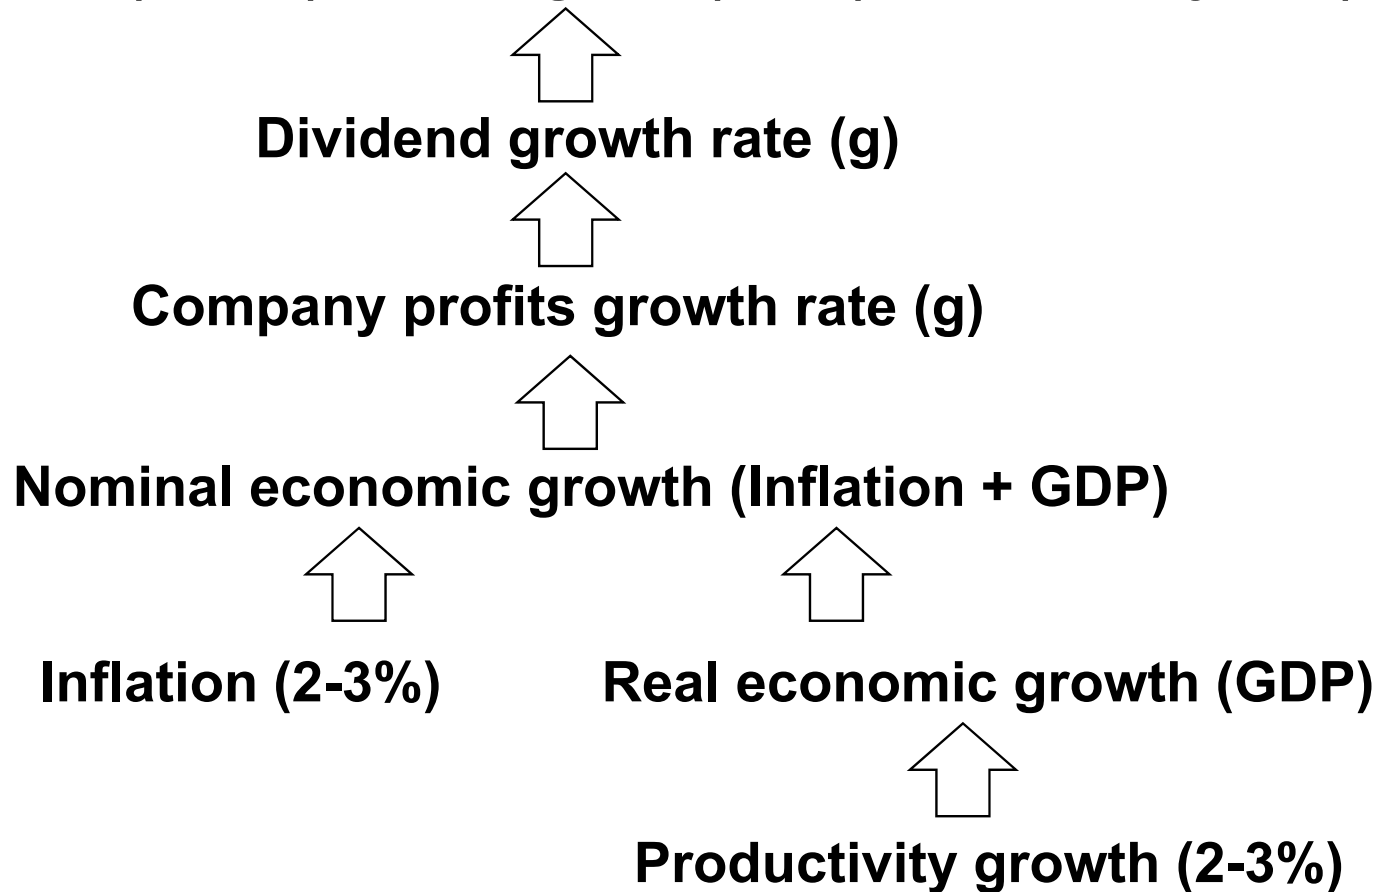 Dividend growth rate (g)
Company profits growth rate (g)
Nominal economic growth (Inflation + GDP)
Inflation (2-3%) Real economic growth (GDP)
Productivity growth (2-3%)